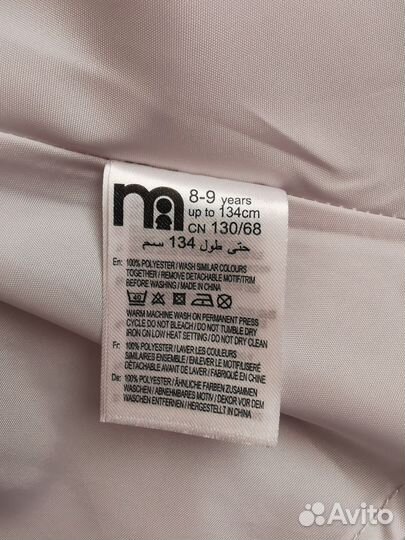 m
8-9 years
up to 134cm
CN 130/68
حتى طول 134 سم
En: 100% POLYESTER / WASH SIMILAR COLOURS
TOGETHER / REMOVE DETACHABLE MOTIF/TRIM
BEFORE WASHING / MADE IN CHINA
40
WARM MACHINE WASH ON PERMANENT PRESS
CYCLE DO NOT BLEACH / DO NOT TUMBLE DRY
IRON ON LOW HEAT SETTING / DO NOT DRY CLEAN
Fr: 100% POLYESTER / LAVER LES COULEURS
SIMILAIRES ENSEMBLE / ENLEVER LE MOTIF/LISERÉ
DÉTACHABLE AVANT DE LAVER / FABRIQUÉ EN CHINE
De: 100% POLYESTER / ÄHNLICHE FARBEN ZUSAMMEN
WASCHEN / ABNEHMBARES MOTIV / DEKOR VOR DEM
WASCHEN ENTFERNEN / HERGESTELLT IN CHINA
Avito